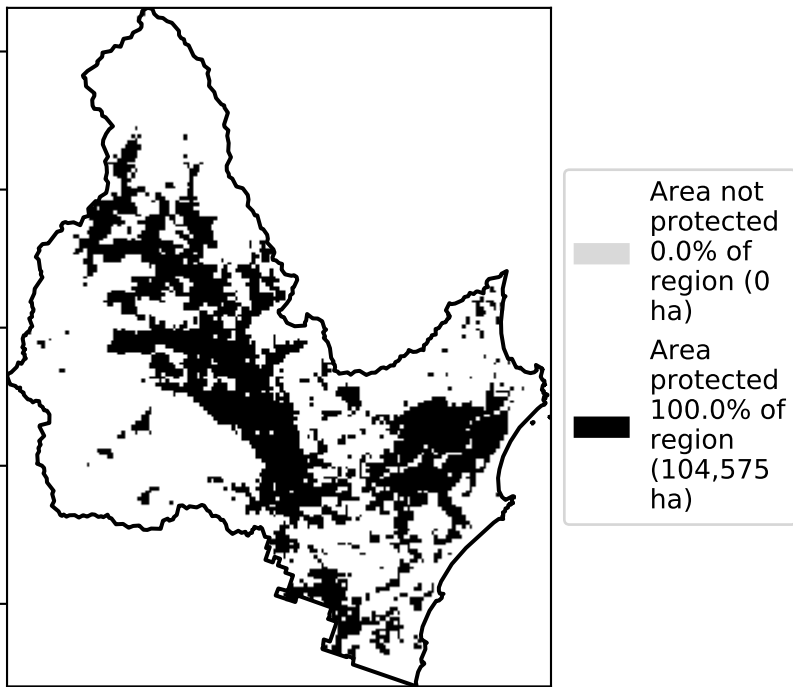 Area not
protected
0.0% of
region (0
ha)
Area
protected
100.0% of
region
(104,575
ha)